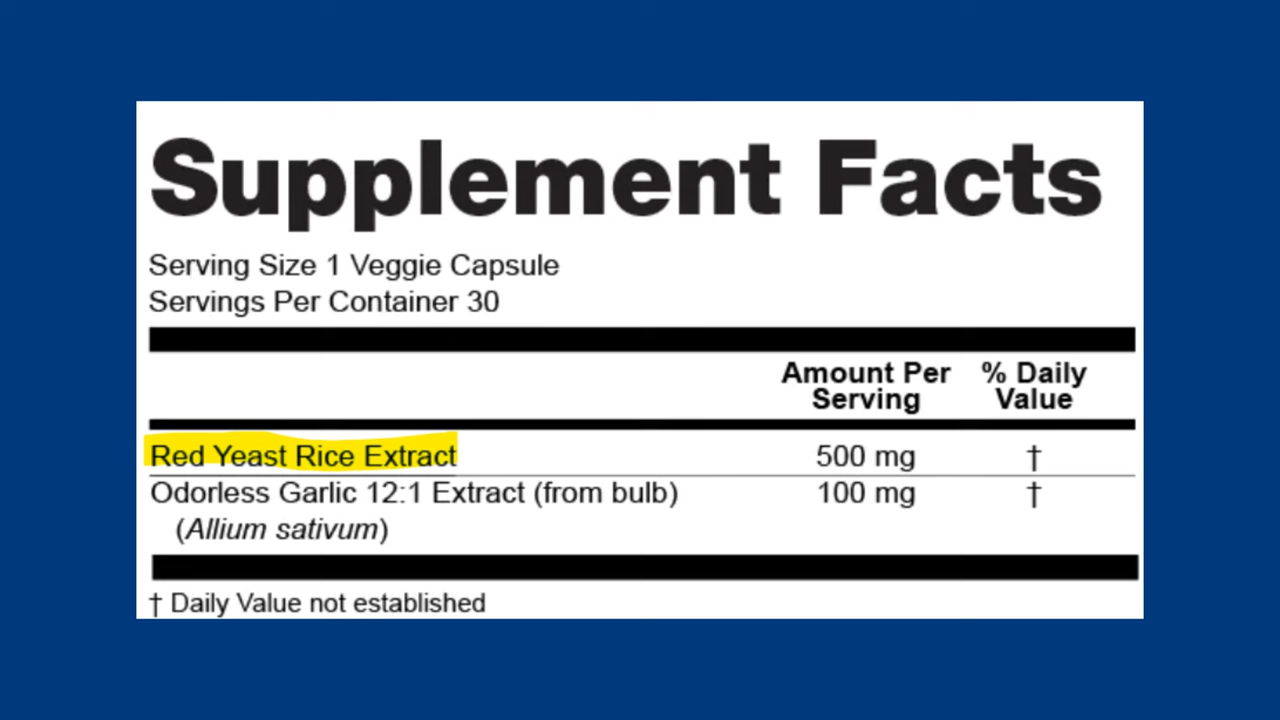 Supplement Facts
Serving Size 1 Veggie Capsule
Servings Per Container 30
Amount Per Serving % Daily Value
Red Yeast Rice Extract 500 mg †
Odorless Garlic 12:1 Extract (from bulb) 100 mg †
(Allium sativum)
† Daily Value not established